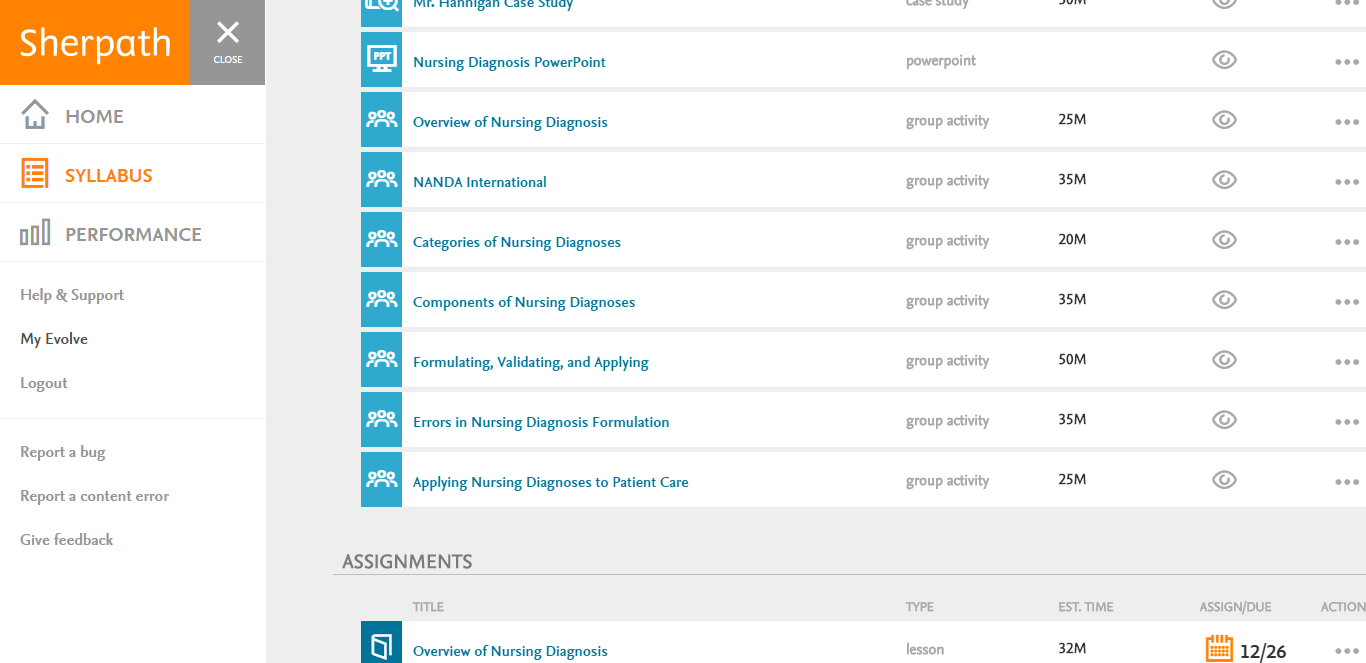 Sherpath
CLOSE
HOME
SYLLABUS
PERFORMANCE
Help & Support
My Evolve
Logout
Report a bug
Report a content error
Give feedback
Mr. Hannigan Case Study case study 50M
PPT Nursing Diagnosis PowerPoint powerpoint
Overview of Nursing Diagnosis group activity 25M
NANDA International group activity 35M
Categories of Nursing Diagnoses group activity 20M
Components of Nursing Diagnoses group activity 35M
Formulating, Validating, and Applying group activity 50M
Errors in Nursing Diagnosis Formulation group activity 35M
Applying Nursing Diagnoses to Patient Care group activity 25M
ASSIGNMENTS
TITLE TYPE EST. TIME ASSIGN/DUE ACTION
Overview of Nursing Diagnosis lesson 32M 12/26